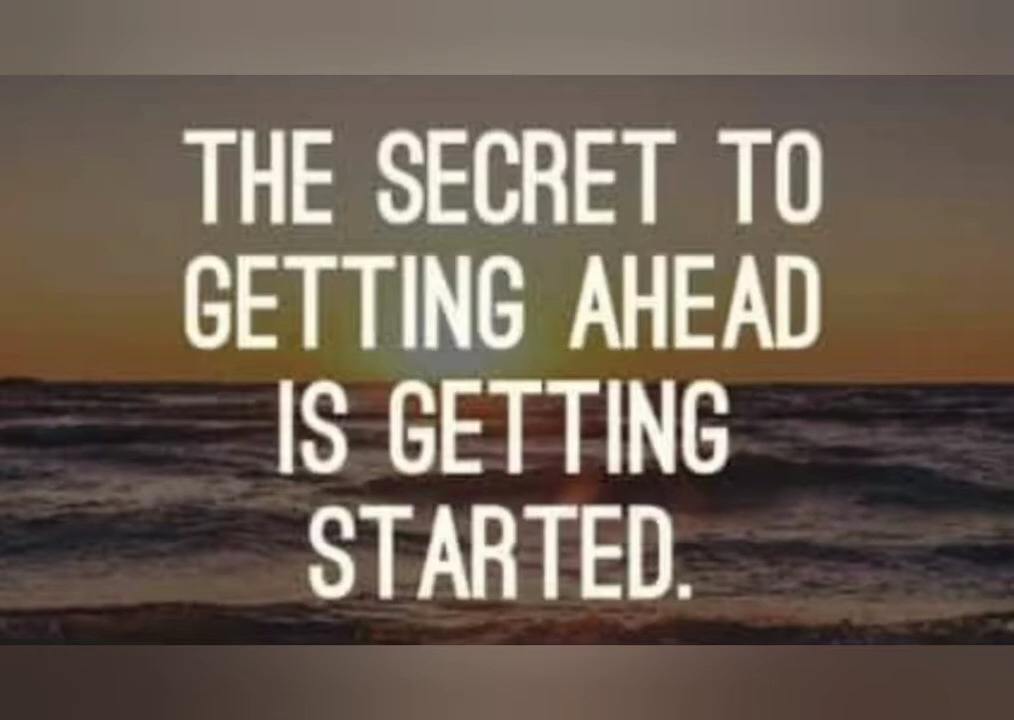 THE SECRET TO
GETTING AHEAD
IS GETTING
STARTED.